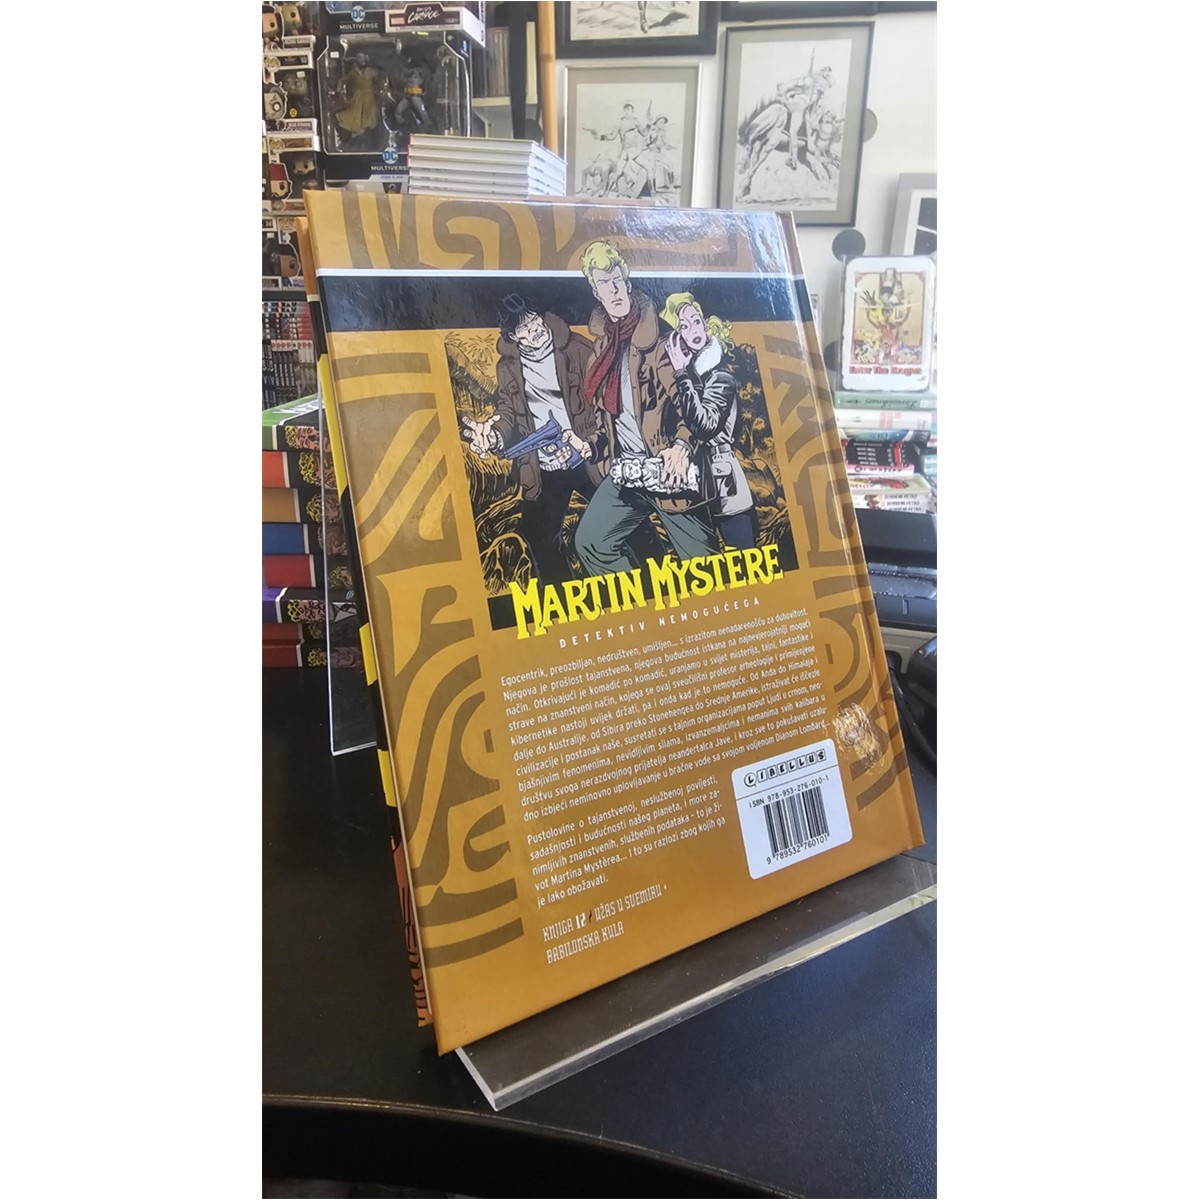 DC
MULTIVERSE
CARNAGE
DC
MULTIVERSE
Enter The Dragon
MARTIN MYSTÈRE
DETEKTIV NEMOGUĆEGA
Egocentrik, preozbiljan, nedruštven, umišljen... s izrazitom nenadarenošću za duhovitost.
Njegova je prošlost tajanstvena, njegova budućnost istkana na najnevjerojatniji mogući
način. Otkrivajući je komadić po komadić, uranjamo u svijet misterija, tajni, fantastike i
strave na znanstveni način, kojega se ovaj sveučilišni profesor arheologije i primijenjene
kibernetike nastoji uvijek držati, pa i onda kad je to nemoguće. Od Anda do Himalaja i
dalje do Australije, od Sibira preko Stonehengea do Srednje Amerike, istraživat će iščezle
civilizacije i postanak naše, susretati se s tajnim organizacijama poput Ljudi u crnom, neo-
bjašnjivim fenomenima, nevidljivim silama, izvanzemaljcima i nemanima svih kalibara u
društvu svoga nerazdvojnog prijatelja neandertalca Jave, i kroz sve to pokušavati uzalu
dno izbjeći neminovno uplovljavanje u bračne vode sa svojom voljenom Dianom Lombard.
Pustolovine o tajanstvenoj, neslužbenoj povijesti,
sadašnjosti i budućnosti našeg planeta, i more za-
nimljivih znanstvenih, službenih podataka - to je ži-
vot Martina Mystèrea... I to su razlozi zbog kojih ga
je lako obožavati.
LIBELLUS
ISBN 978-953-276-010-1
9 789532 760101
KNJIGA 12 / UŽAS U SVEMIRU •
BABILONSKA KULA